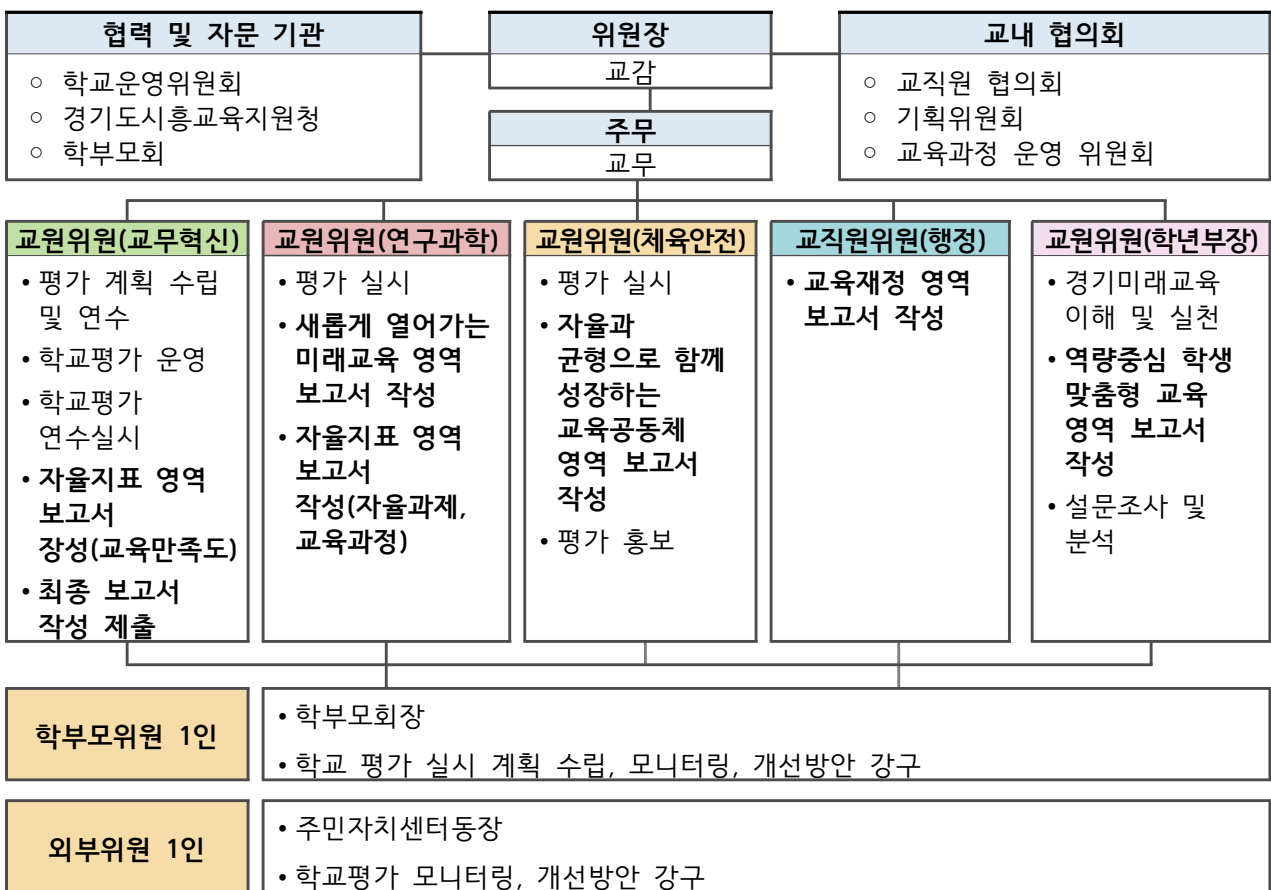 협력 및 자문 기관
○ 학교운영위원회
○ 경기도시흥교육지원청
○ 학부모회
위원장
교감
주무
교무
교내 협의회
○ 교직원 협의회
○ 기획위원회
○ 교육과정 운영 위원회
교원위원(교무혁신)
• 평가 계획 수립
및 연수
• 학교평가 운영
• 학교평가
연수실시
• 자율지표 영역
보고서
장성(교육만족도)
• 최종 보고서
작성 제출
교원위원(연구과학)
• 평가 실시
• 새롭게 열어가는
미래교육 영역
보고서 작성
• 자율지표 영역
보고서
작성(자율과제,
교육과정)
교원위원(체육안전)
• 평가 실시
• 자율과
균형으로 함께
성장하는
교육공동체
영역 보고서
작성
• 평가 홍보
교직원위원(행정)
• 교육재정 영역
보고서 작성
교원위원(학년부장)
• 경기미래교육
이해 및 실천
• 역량중심 학생
맞춤형 교육
영역 보고서
작성
• 설문조사 및
분석
학부모위원 1인
• 학부모회장
• 학교 평가 실시 계획 수립, 모니터링, 개선방안 강구
외부위원 1인
• 주민자치센터동장
• 학교평가 모니터링, 개선방안 강구